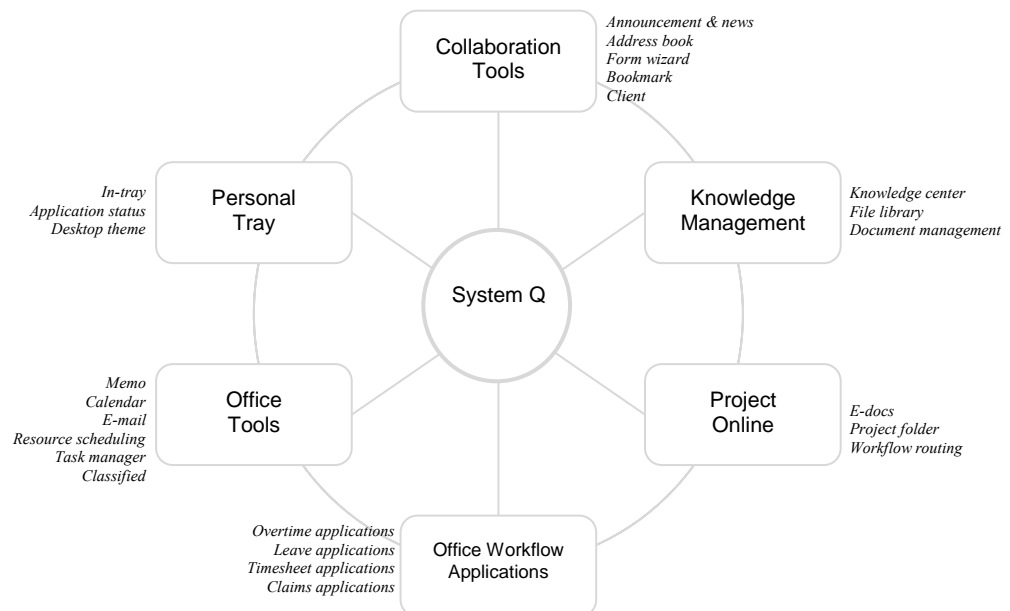 Collaboration
Tools
Announcement & news
Address book
Form wizard
Bookmark
Client
In-tray
Application status
Desktop theme
Personal
Tray
Knowledge
Management
Knowledge center
File library
Document management
System Q
Memo
Calendar
E-mail
Resource scheduling
Task manager
Classified
Office
Tools
Project
Online
E-docs
Project folder
Workflow routing
Overtime applications
Leave applications
Timesheet applications
Claims applications
Office Workflow
Applications